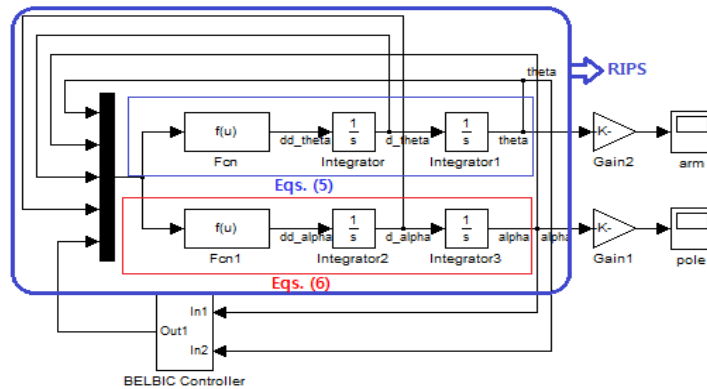 RIPS
theta
f(u)
dd_theta
1
s
d_theta
1
s
theta
K-
Fcn
Integrator
Integrator1
Gain2
arm
Eqs. (5)
f(u)
dd_alpha
1
s
d_alpha
1
s
alpha
alpha
K-
Fcn1
Integrator2
Integrator3
Gain1
pole
Eqs. (6)
In1
Out1
In2
BELBIC Controller